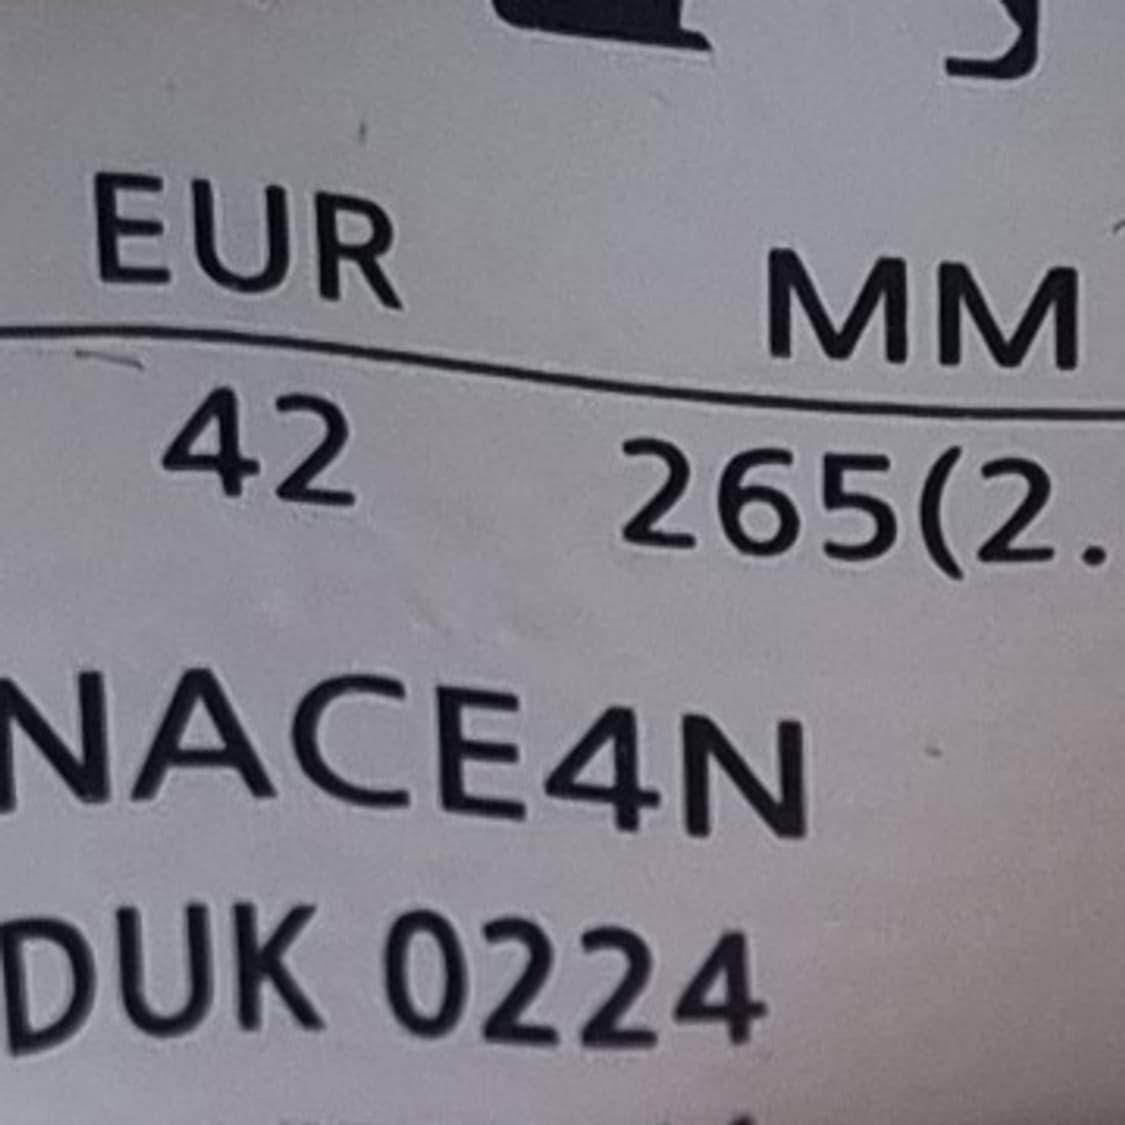 EUR MM
42 265(2.
NACE4N
DUK 0224